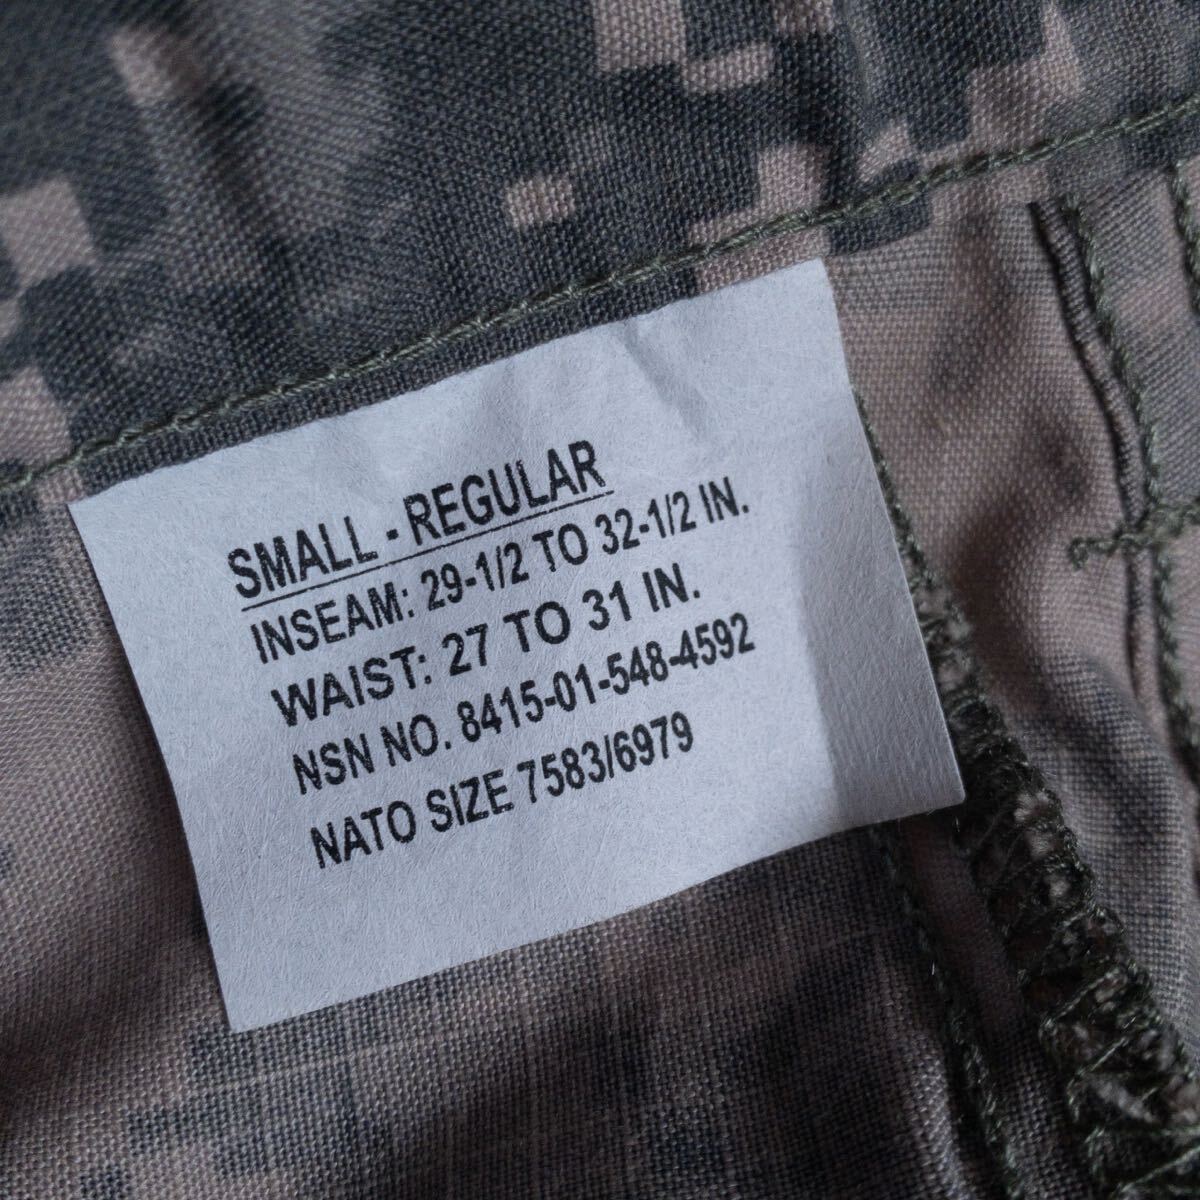 SMALL - REGULAR
INSEAM: 29-1/2 TO 32-1/2 IN.
WAIST: 27 TO 31 IN.
NSN NO. 8415-01-548-4592
NATO SIZE 7583/6979